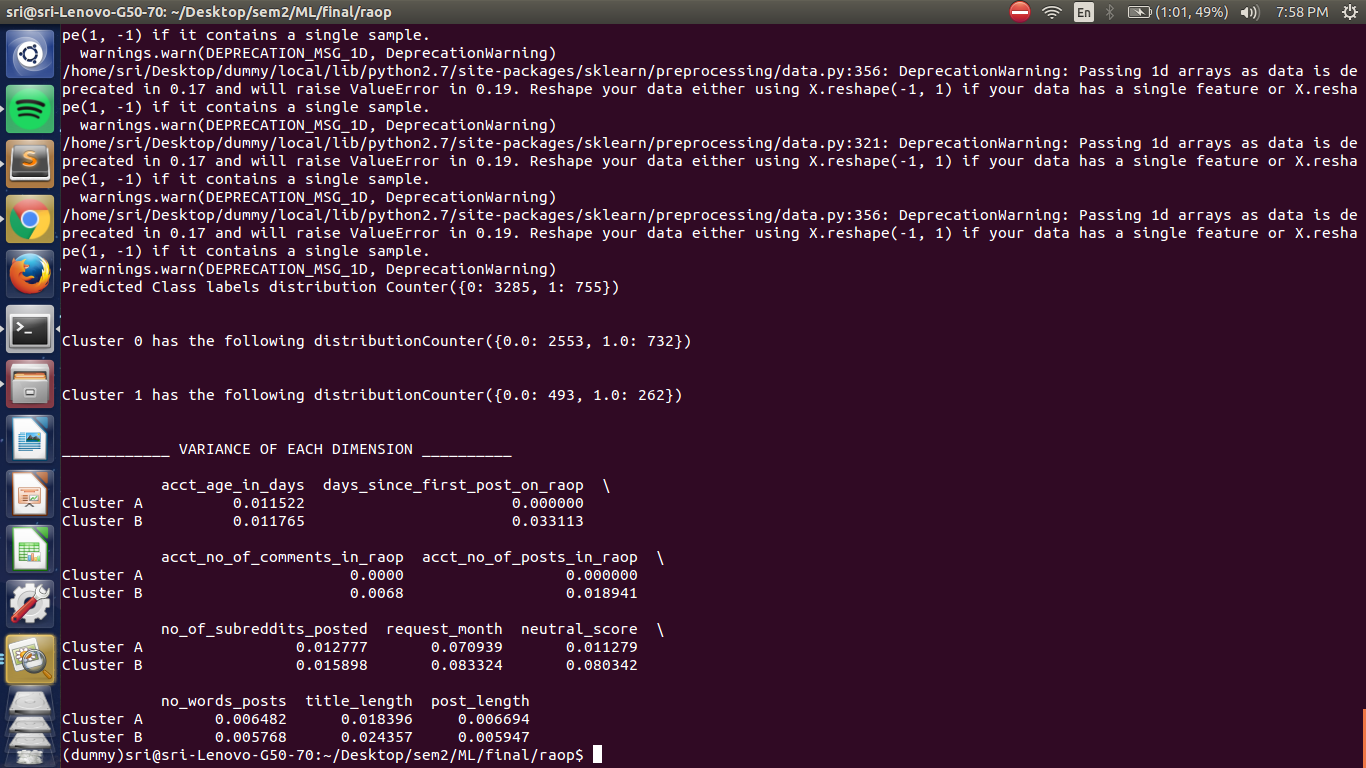 sri@sri-Lenovo-G50-70: ~/Desktop/sem2/ML/final/raop En (1:01, 49%) 7:58 PM
pe(1, -1) if it contains a single sample.
  warnings.warn(DEPRECATION_MSG_1D, DeprecationWarning)
/home/sri/Desktop/dummy/local/lib/python2.7/site-packages/sklearn/preprocessing/data.py:356: DeprecationWarning: Passing 1d arrays as data is de
precated in 0.17 and will raise ValueError in 0.19. Reshape your data either using X.reshape(-1, 1) if your data has a single feature or X.resha
pe(1, -1) if it contains a single sample.
  warnings.warn(DEPRECATION_MSG_1D, DeprecationWarning)
/home/sri/Desktop/dummy/local/lib/python2.7/site-packages/sklearn/preprocessing/data.py:321: DeprecationWarning: Passing 1d arrays as data is de
precated in 0.17 and will raise ValueError in 0.19. Reshape your data either using X.reshape(-1, 1) if your data has a single feature or X.resha
pe(1, -1) if it contains a single sample.
  warnings.warn(DEPRECATION_MSG_1D, DeprecationWarning)
/home/sri/Desktop/dummy/local/lib/python2.7/site-packages/sklearn/preprocessing/data.py:356: DeprecationWarning: Passing 1d arrays as data is de
precated in 0.17 and will raise ValueError in 0.19. Reshape your data either using X.reshape(-1, 1) if your data has a single feature or X.resha
pe(1, -1) if it contains a single sample.
  warnings.warn(DEPRECATION_MSG_1D, DeprecationWarning)
Predicted Class labels distribution Counter({0: 3285, 1: 755})
Cluster 0 has the following distributionCounter({0.0: 2553, 1.0: 732})
Cluster 1 has the following distributionCounter({0.0: 493, 1.0: 262})
____________ VARIANCE OF EACH DIMENSION __________
           acct_age_in_days  days_since_first_post_on_raop  \
Cluster A          0.011522                       0.000000
Cluster B          0.011765                       0.033113
           acct_no_of_comments_in_raop  acct_no_of_posts_in_raop  \
Cluster A                       0.0000                  0.000000
Cluster B                       0.0068                  0.018941
           no_of_subreddits_posted  request_month  neutral_score  \
Cluster A                 0.012777       0.070939       0.011279
Cluster B                 0.015898       0.083324       0.080342
           no_words_posts  title_length  post_length
Cluster A        0.006482      0.018396     0.006694
Cluster B        0.005768      0.024357     0.005947
(dummy)sri@sri-Lenovo-G50-70:~/Desktop/sem2/ML/final/raop$